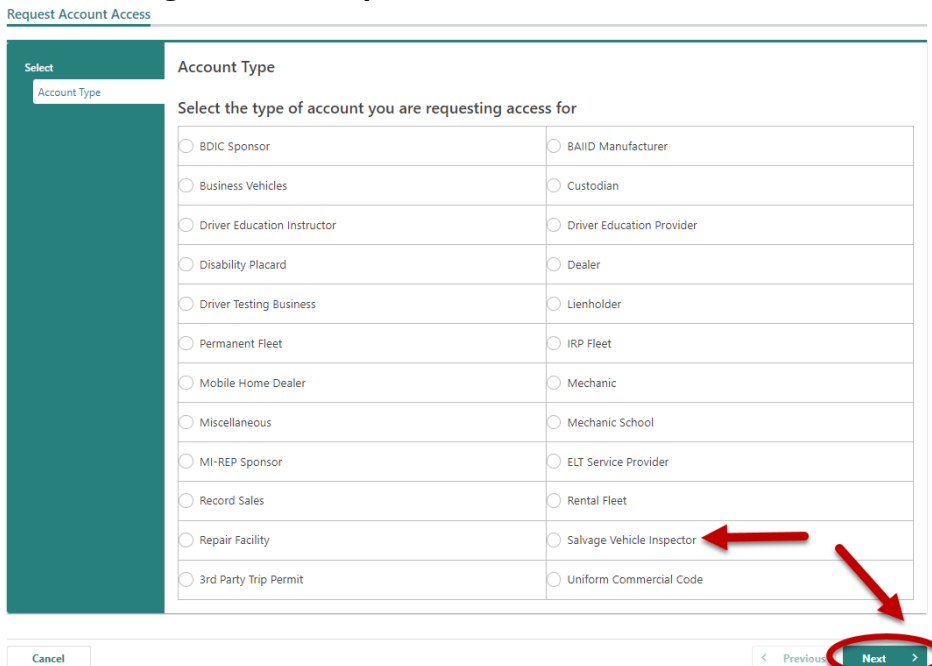 Request Account Access
Select
Account Type
Account Type
Select the type of account you are requesting access for
BDIC Sponsor
BAIID Manufacturer
Business Vehicles
Custodian
Driver Education Instructor
Driver Education Provider
Disability Placard
Dealer
Driver Testing Business
Lienholder
Permanent Fleet
IRP Fleet
Mobile Home Dealer
Mechanic
Miscellaneous
Mechanic School
MI-REP Sponsor
ELT Service Provider
Record Sales
Rental Fleet
Repair Facility
Salvage Vehicle Inspector
3rd Party Trip Permit
Uniform Commercial Code
Cancel
< Previous
Next >